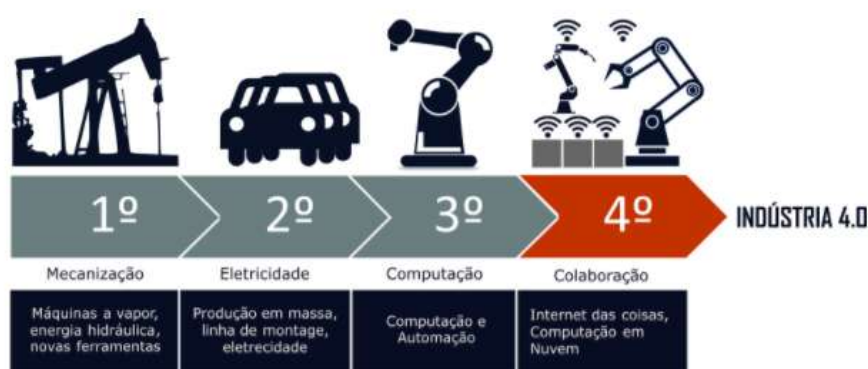 1º
2º
3º
4º
INDÚSTRIA 4.0
Mecanização
Eletricidade
Computação
Colaboração
Máquinas a vapor,
energia hidráulica,
novas ferramentas
Produção em massa,
linha de montage,
eletrecidade
Computação e
Automação
Internet das coisas,
Computação em
Nuvem